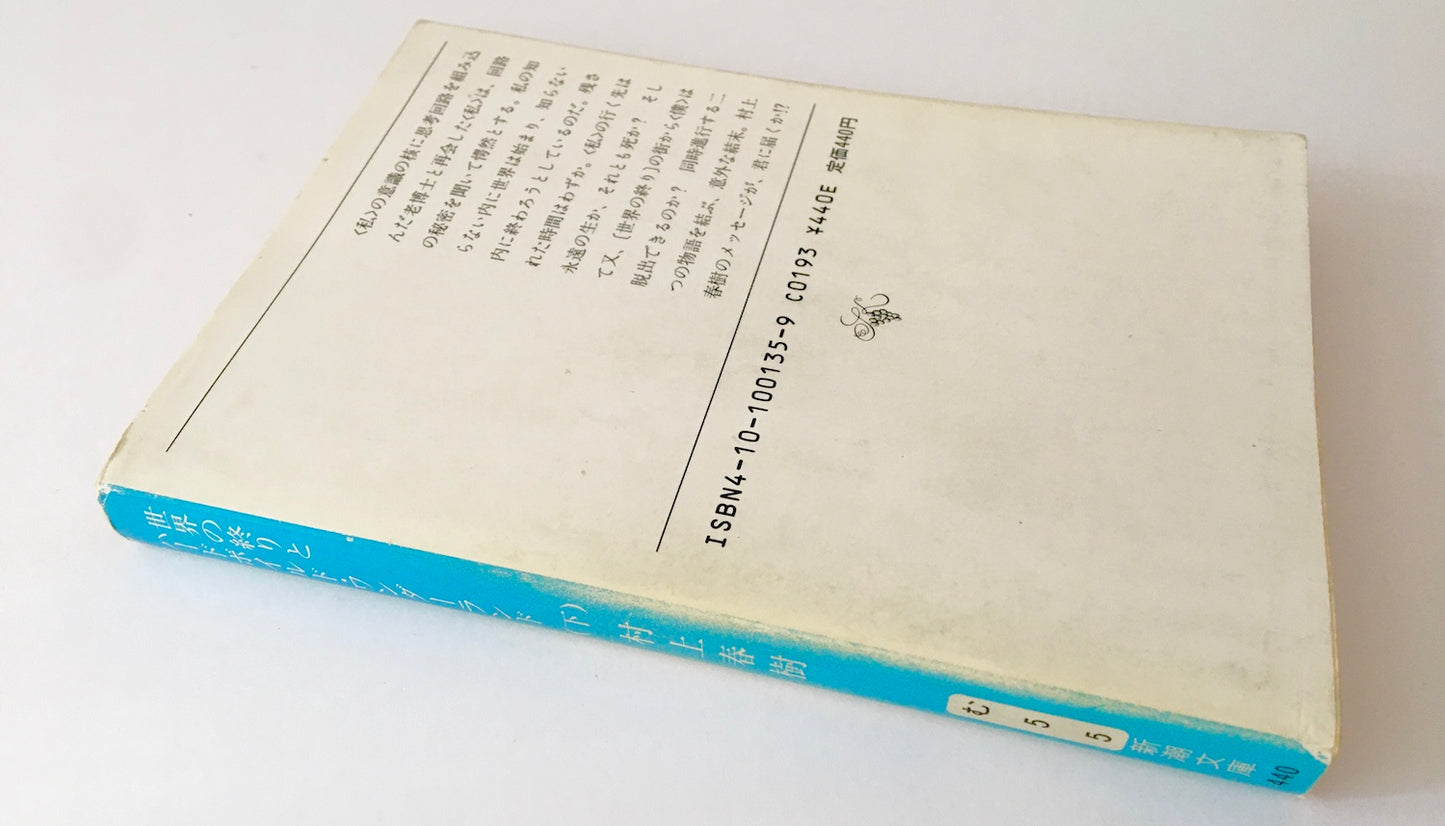 〈私〉の意識の核に思考回路を組み込
んだ老博士と再会した〈私〉は、回路
の秘密を聞いて愕然とする。私の知
らない内に世界は始まり、知らない
内に終わろうとしているのだ。残さ
れた時間はわずか。〈私〉の行く先は
永遠の生か、それとも死か？ そし
て又、〔世界の終り〕の街から〈僕〉は
脱出できるのか？ 同時進行する二
つの物語を結ぶ、意外な結末。村上
春樹のメッセージが、君に届くか!?
ISBN4-10-100135-9 C0193 ¥440E 定価440円
世界の終りと
ハードボイルド・ワンダーランド（下）
村上春樹
む 5 5
新潮文庫
440